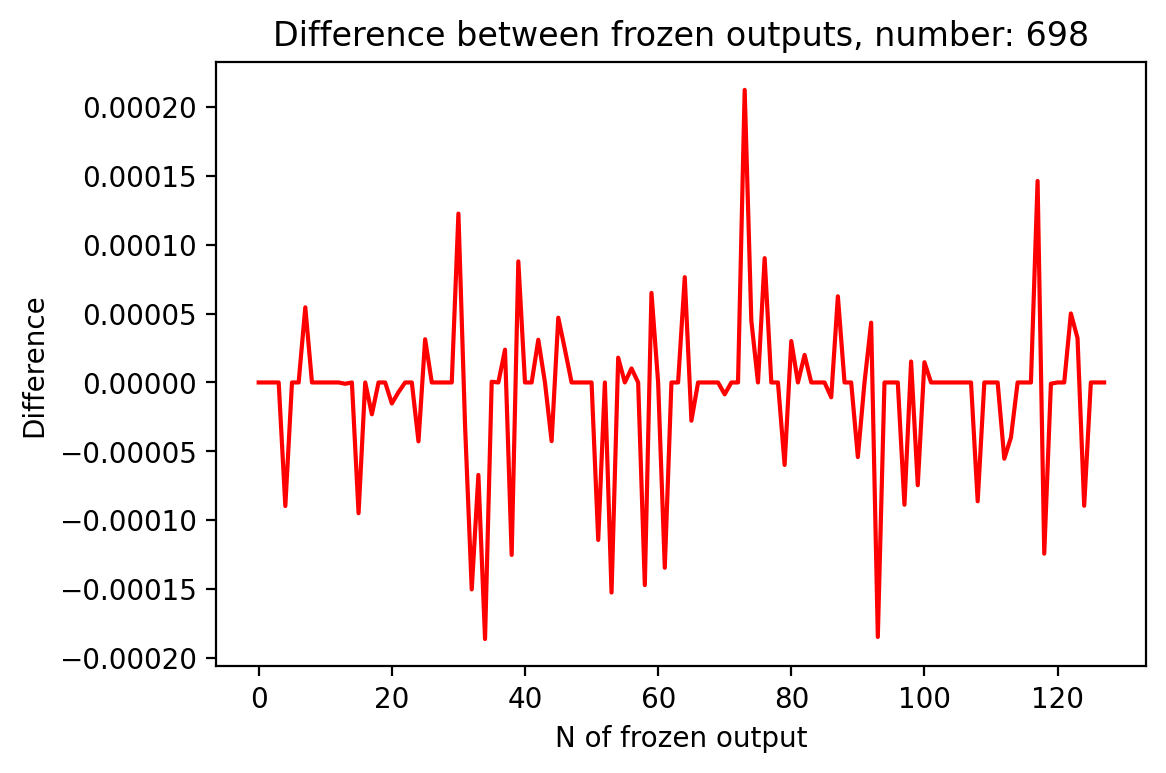 Difference between frozen outputs, number: 698
0.00020
0.00015
0.00010
0.00005
0.00000
−0.00005
−0.00010
−0.00015
−0.00020
Difference
0 20 40 60 80 100 120
N of frozen output